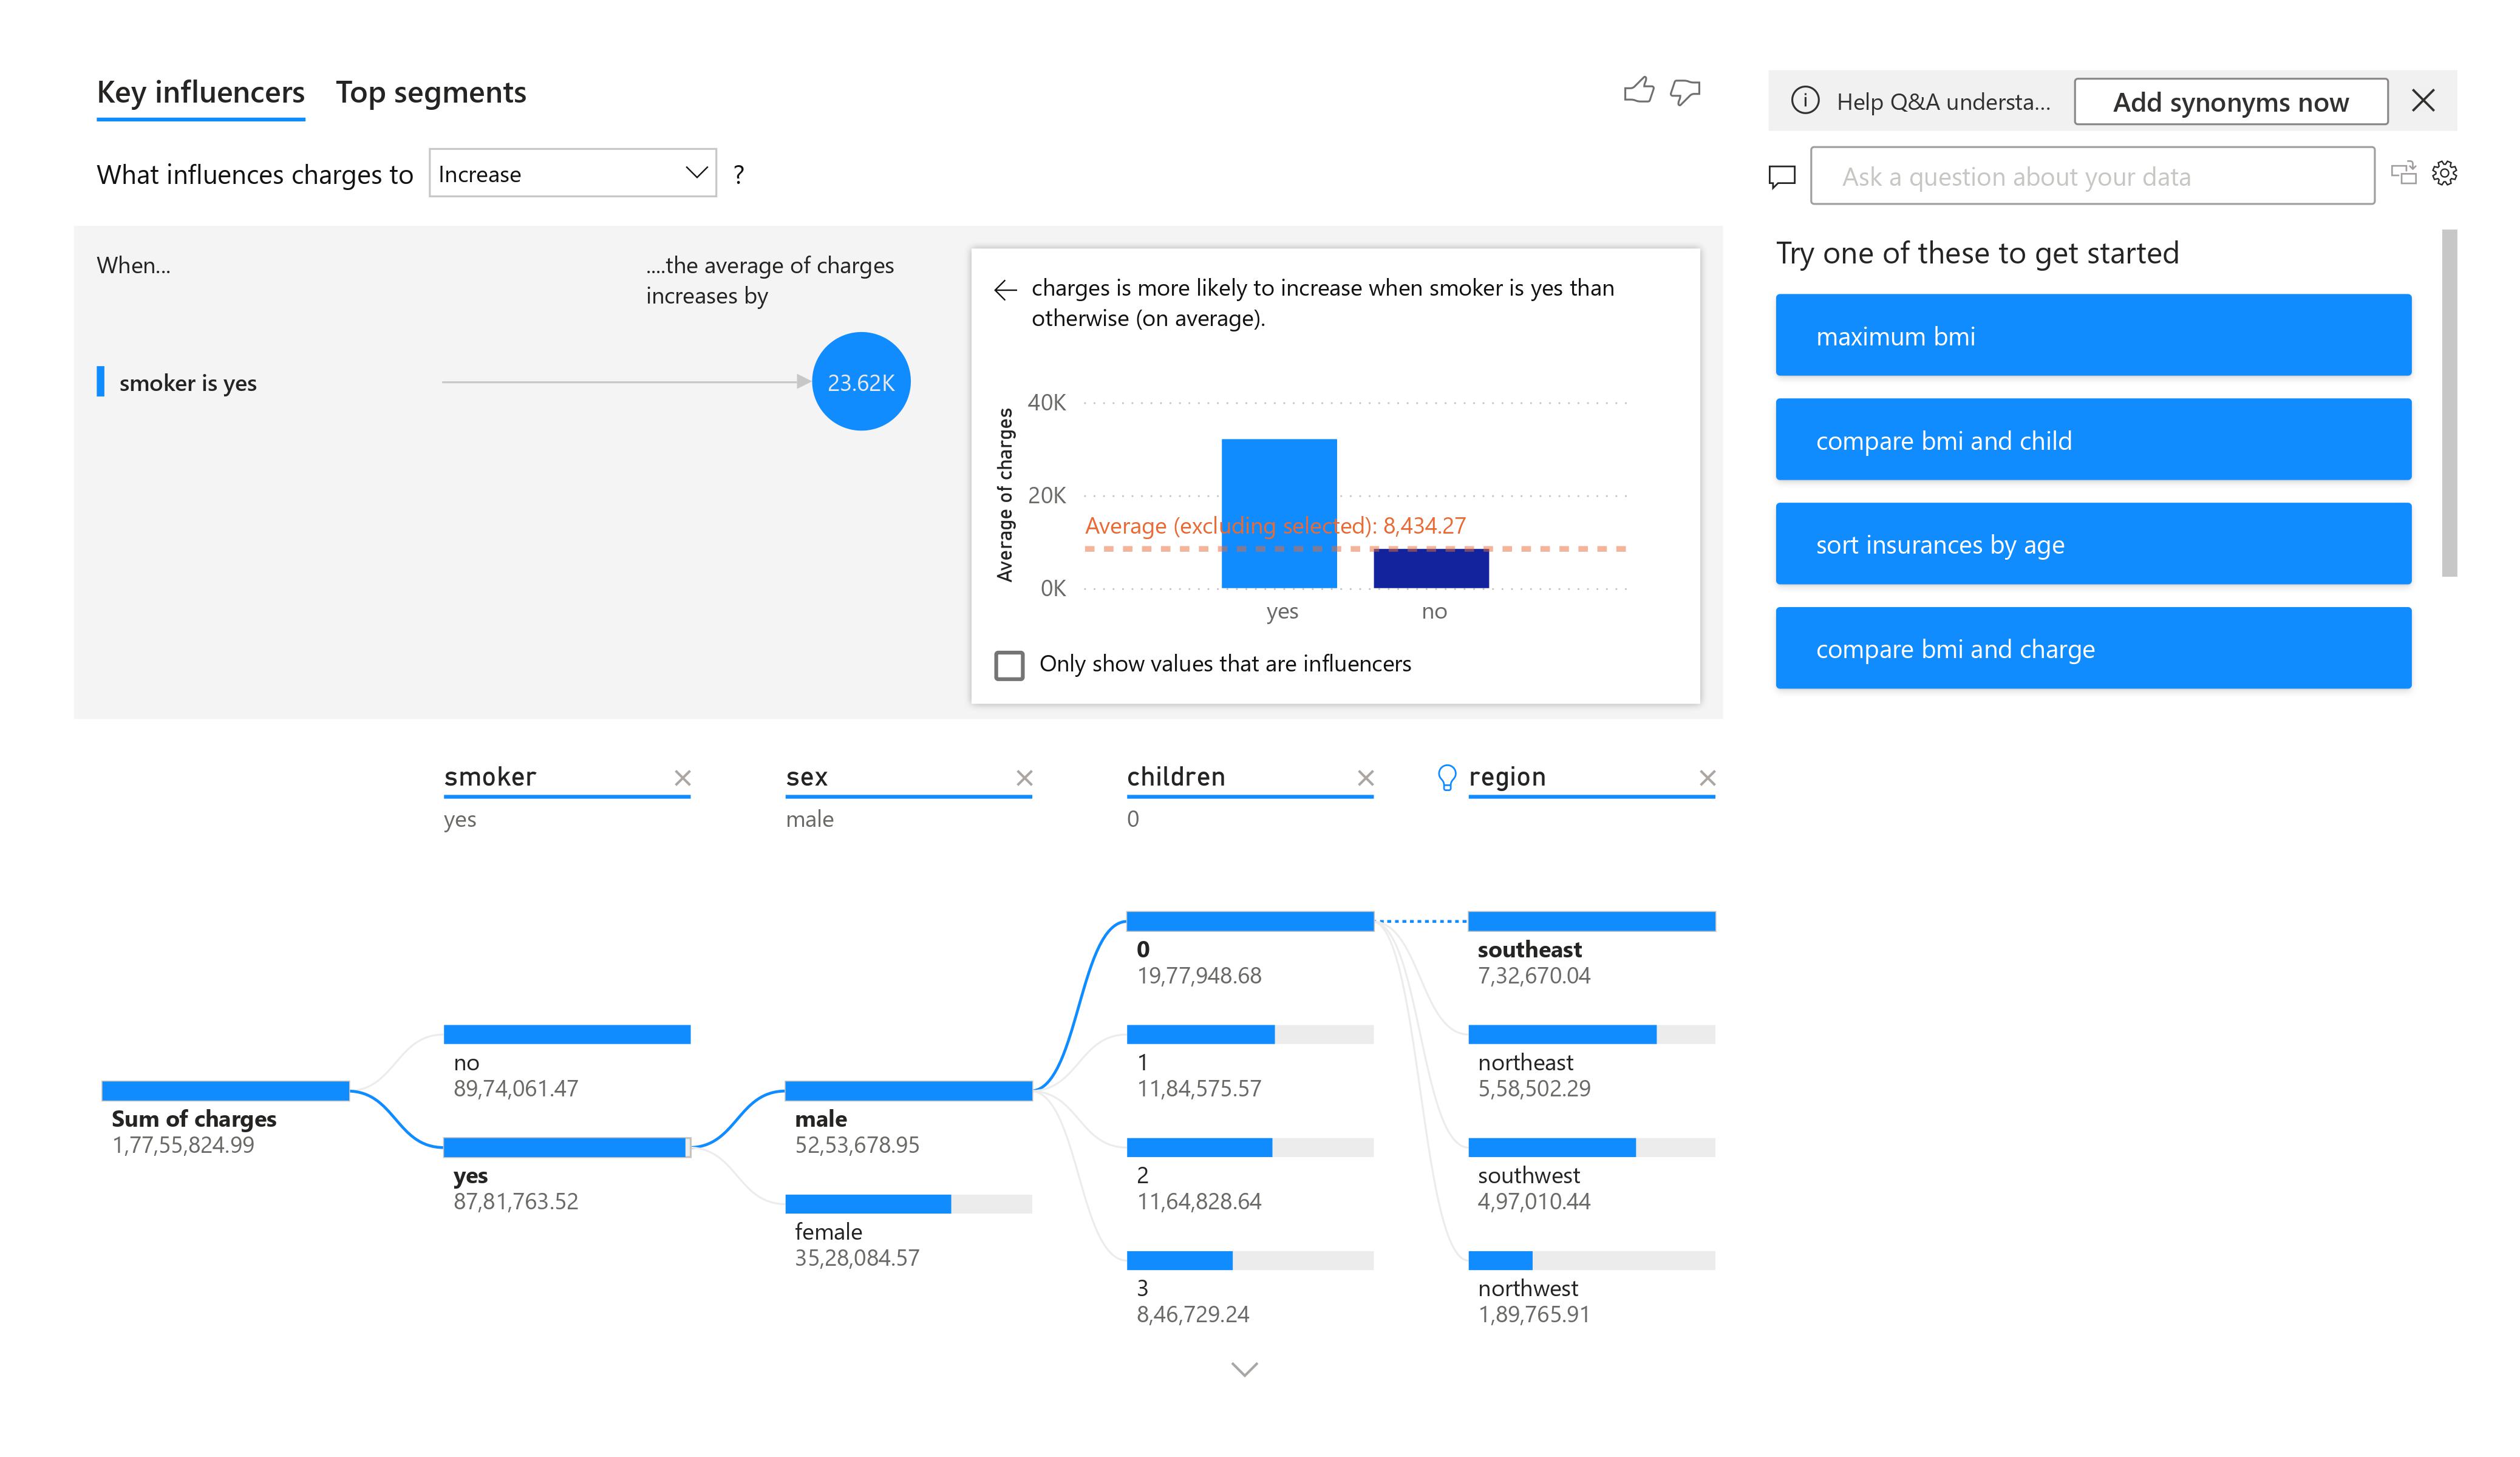 Key influencers Top segments
What influences charges to Increase ?
When...
....the average of charges
increases by
smoker is yes
23.62K
charges is more likely to increase when smoker is yes than
otherwise (on average).
Average of charges
40K
20K
0K
Average (excluding selected): 8,434.27
yes no
Only show values that are influencers
Help Q&A understa... Add synonyms now
Ask a question about your data
Try one of these to get started
maximum bmi
compare bmi and child
sort insurances by age
compare bmi and charge
smoker
yes
sex
male
children
0
region
Sum of charges
1,77,55,824.99
no
89,74,061.47
yes
87,81,763.52
male
52,53,678.95
female
35,28,084.57
0
19,77,948.68
1
11,84,575.57
2
11,64,828.64
3
8,46,729.24
southeast
7,32,670.04
northeast
5,58,502.29
southwest
4,97,010.44
northwest
1,89,765.91